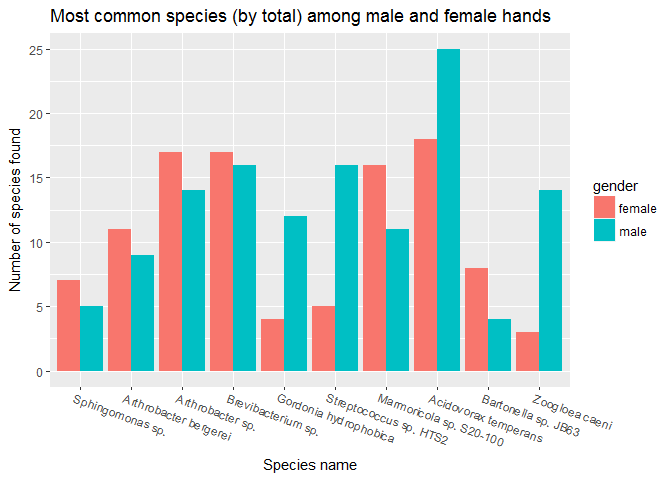 Most common species (by total) among male and female hands
25
20
15
10
5
0
Number of species found
Sphingomonas sp.
Arthrobacter bergerei
Arthrobacter sp.
Brevibacterium sp.
Gordonia hydrophobica
Streptococcus sp. HTS2
Marmoricola sp. S20-100
Acidovorax temperans
Bartonella sp. JB63
Zoogloea caeni
Species name
gender
female
male